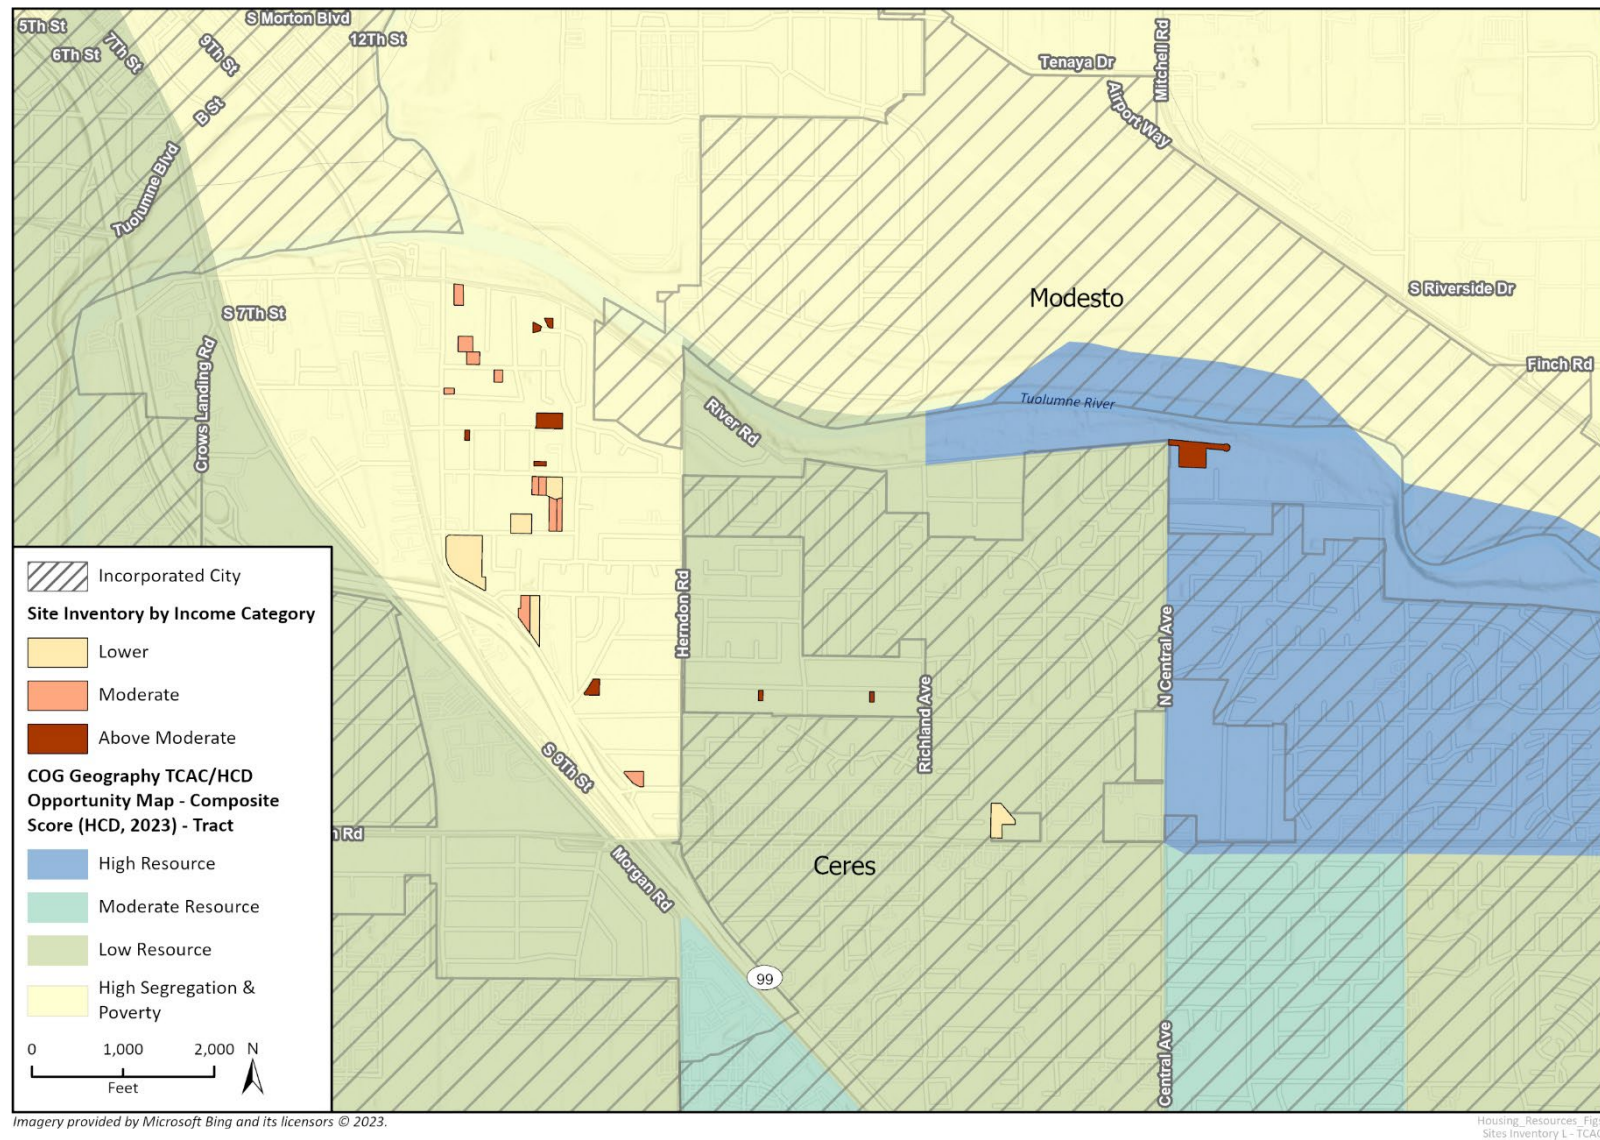 5Th St
6Th St
7Th St
9Th St
S Morton Blvd
12Th St
B St
Tuolumne Blvd
Tenaya Dr
Mitchell Rd
Airport Way
Modesto
S Riverside Dr
Finch Rd
S 7Th St
Crows Landing Rd
River Rd
Tuolumne River
Herndon Rd
Richland Ave
N Central Ave
S 9Th St
Morgan Rd
n Rd
Ceres
99
Central Ave
Incorporated City
Site Inventory by Income Category
Lower
Moderate
Above Moderate
COG Geography TCAC/HCD
Opportunity Map - Composite
Score (HCD, 2023) - Tract
High Resource
Moderate Resource
Low Resource
High Segregation &
Poverty
0 1,000 2,000 N
Feet
Imagery provided by Microsoft Bing and its licensors © 2023.
Housing_Resources_Figs
Sites Inventory L - TCAC